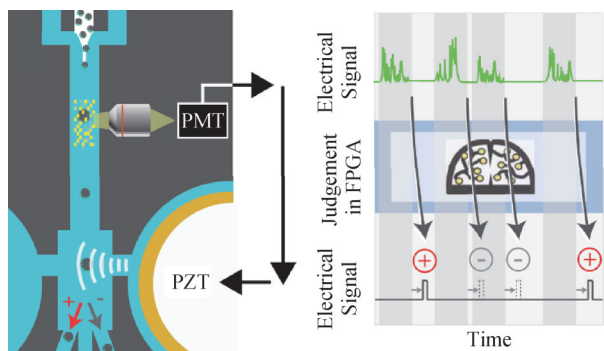 PMT
PZT
+ -
Electrical
Signal
Judgement
in FPGA
Electrical
Signal
+ - - +
Time